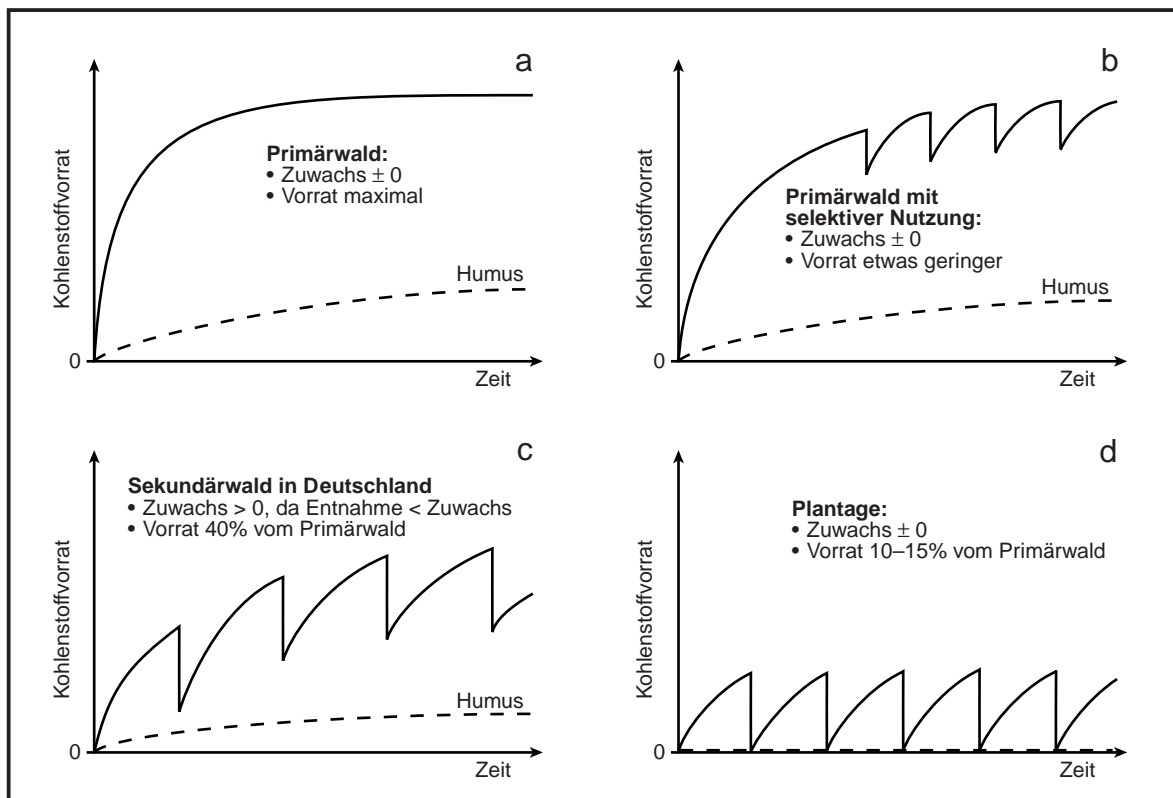 a
Kohlenstoffvorrat
Primärwald:
• Zuwachs ± 0
• Vorrat maximal
Humus
0
Zeit
b
Kohlenstoffvorrat
Primärwald mit
selektiver Nutzung:
• Zuwachs ± 0
• Vorrat etwas geringer
Humus
0
Zeit
c
Kohlenstoffvorrat
Sekundärwald in Deutschland
• Zuwachs > 0, da Entnahme < Zuwachs
• Vorrat 40% vom Primärwald
Humus
0
Zeit
d
Kohlenstoffvorrat
Plantage:
• Zuwachs ± 0
• Vorrat 10–15% vom Primärwald
0
Zeit